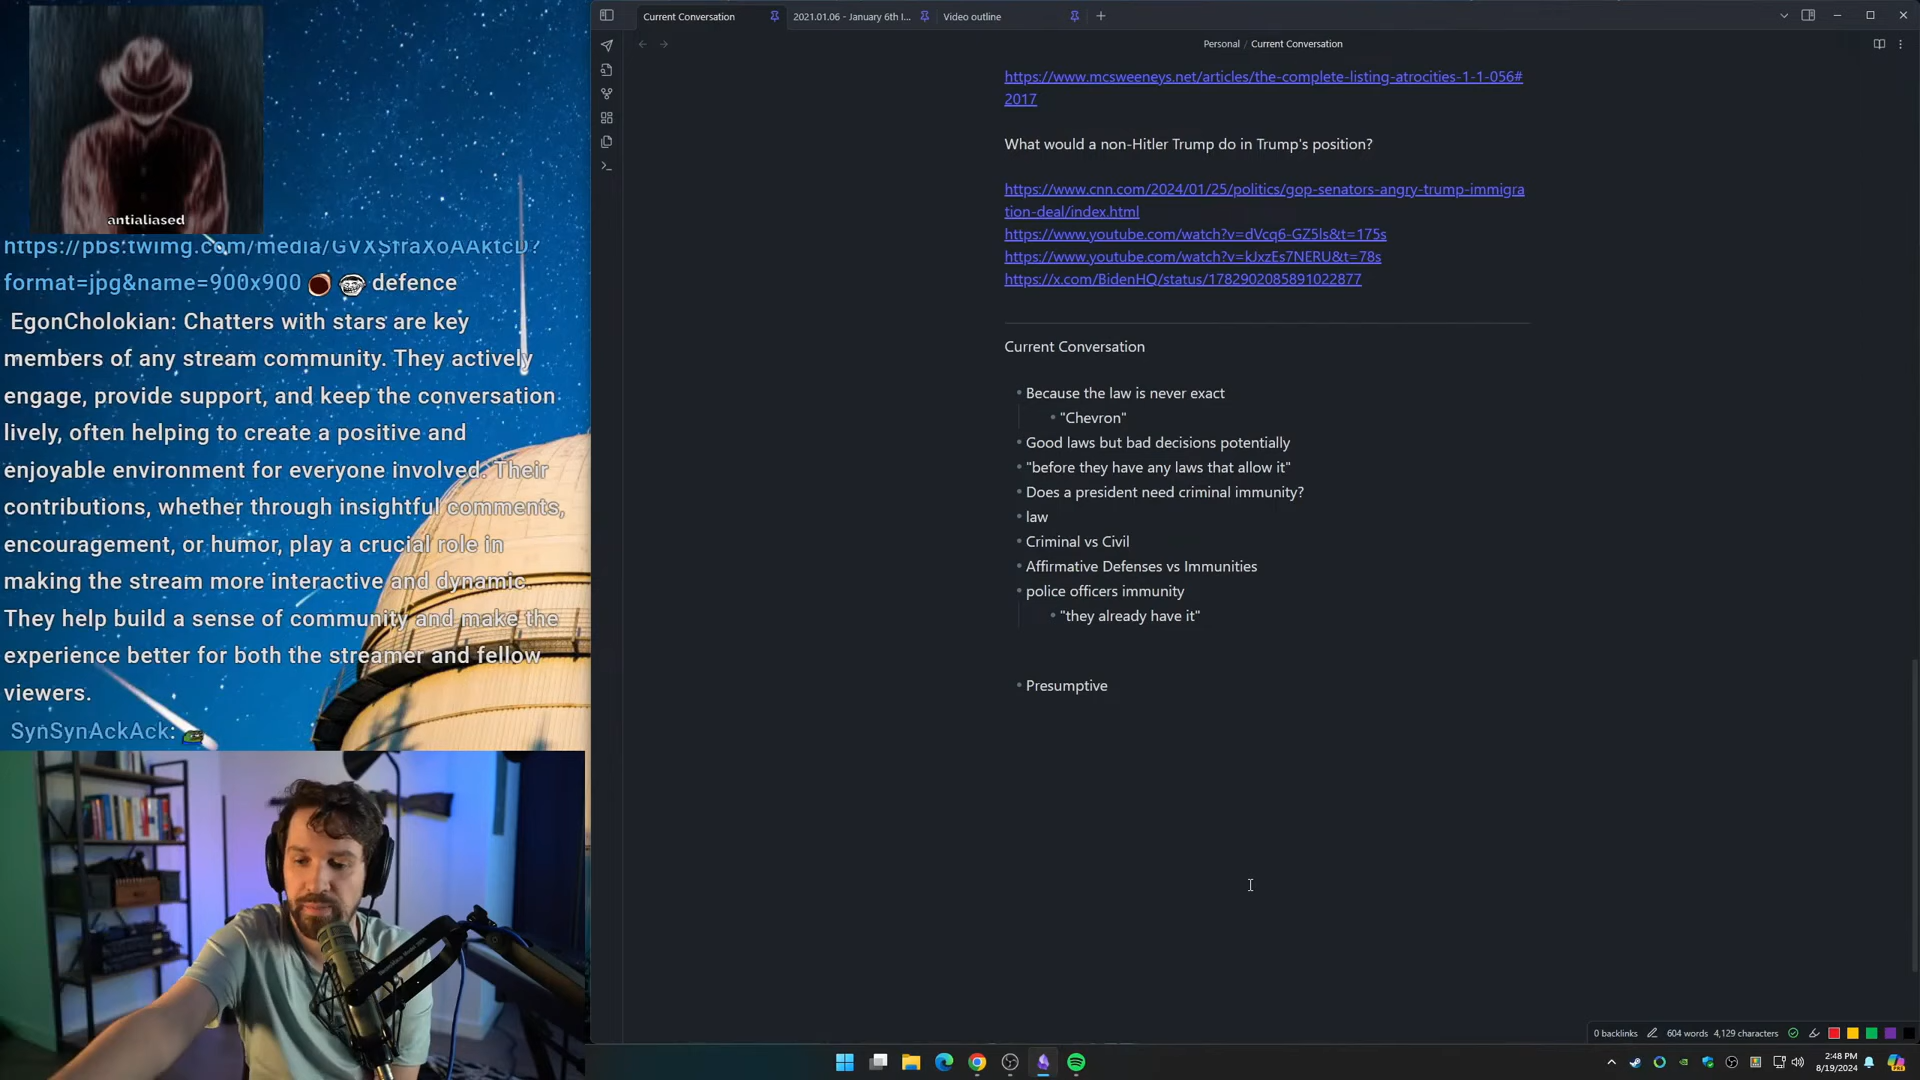 antialiased
https://pbs.twimg.com/media/GVXSfraXoAAktcD?
format=jpg&name=900x900 defence
EgonCholokian: Chatters with stars are key
members of any stream community. They actively
engage, provide support, and keep the conversation
lively, often helping to create a positive and
enjoyable environment for everyone involved. Their
contributions, whether through insightful comments,
encouragement, or humor, play a crucial role in
making the stream more interactive and dynamic.
They help build a sense of community and make the
experience better for both the streamer and fellow
viewers.
SynSynAckAck:
Current Conversation
2021.01.06 - January 6th I...
Video outline
Personal / Current Conversation
https://www.mcsweeneys.net/articles/the-complete-listing-atrocities-1-1-056#
2017
What would a non-Hitler Trump do in Trump's position?
https://www.cnn.com/2024/01/25/politics/gop-senators-angry-trump-immigra
tion-deal/index.html
https://www.youtube.com/watch?v=dVcq6-GZ5ls&t=175s
https://www.youtube.com/watch?v=kJxzEs7NERU&t=78s
https://x.com/BidenHQ/status/1782902085891022877
Current Conversation
Because the law is never exact
"Chevron"
Good laws but bad decisions potentially
"before they have any laws that allow it"
Does a president need criminal immunity?
law
Criminal vs Civil
Affirmative Defenses vs Immunities
police officers immunity
"they already have it"
Presumptive
0 backlinks
604 words 4,129 characters
2:48 PM
8/19/2024